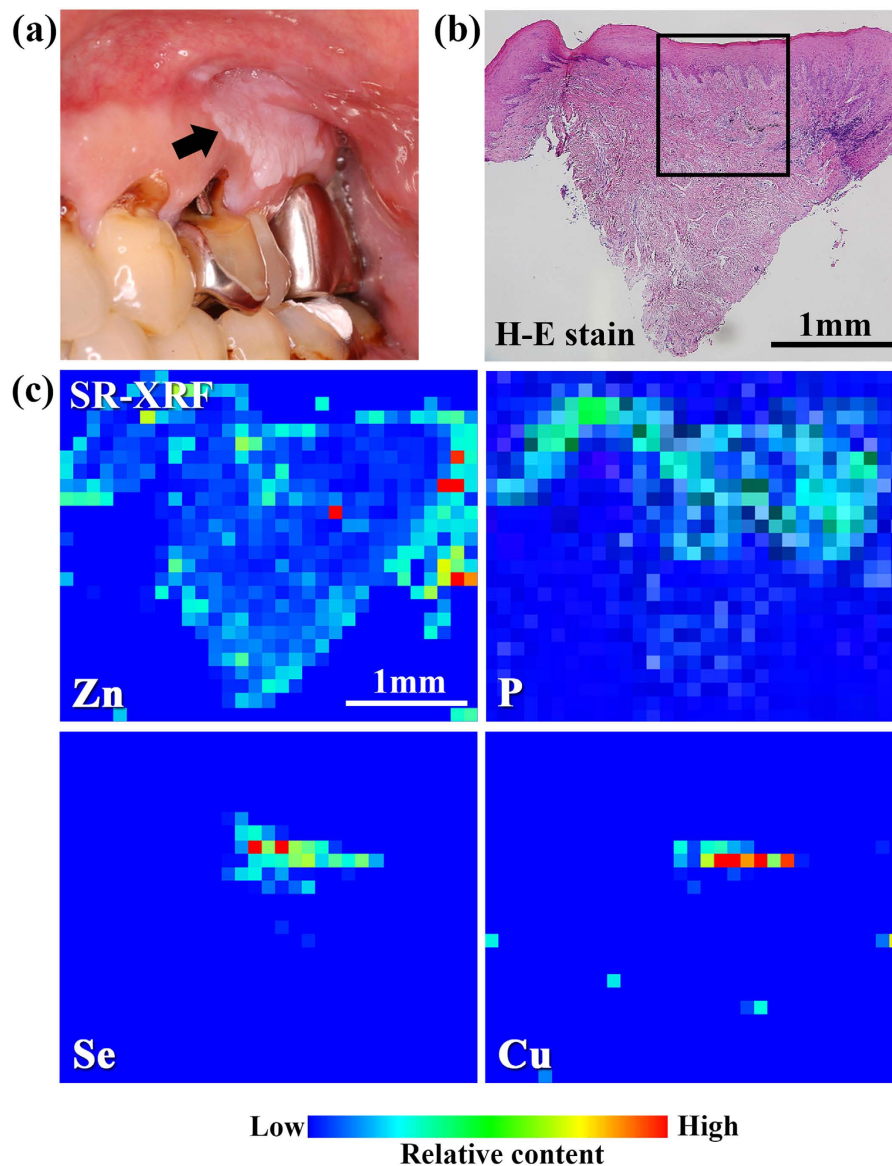 (a)
(b)
H-E stain
1mm
(c)
SR-XRF
Zn
1mm
P
Se
Cu
Low
High
Relative content